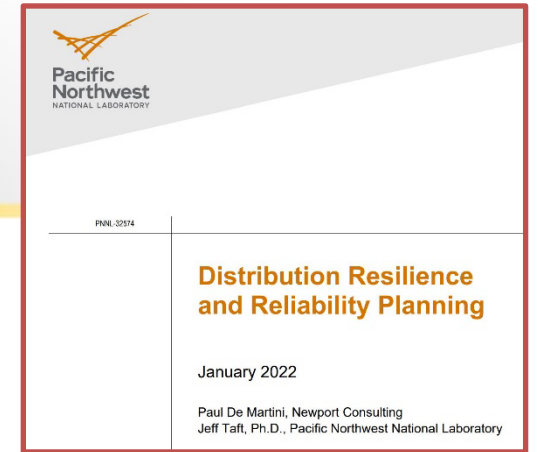 Pacific
Northwest
NATIONAL LABORATORY
PNNL-32574
Distribution Resilience
and Reliability Planning
January 2022
Paul De Martini, Newport Consulting
Jeff Taft, Ph.D., Pacific Northwest National Laboratory